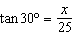 tan 30° = x/25